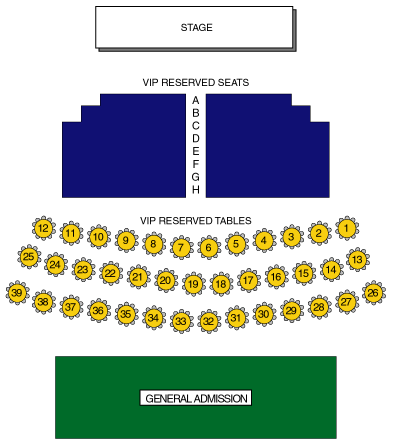 STAGE
VIP RESERVED SEATS
A
B
C
D
E
F
G
H
VIP RESERVED TABLES
12 11 10 9 8 7 6 5 4 3 2 1
25 24 23 22 21 20 19 18 17 16 15 14 13
39 38 37 36 35 34 33 32 31 30 29 28 27 26
GENERAL ADMISSION